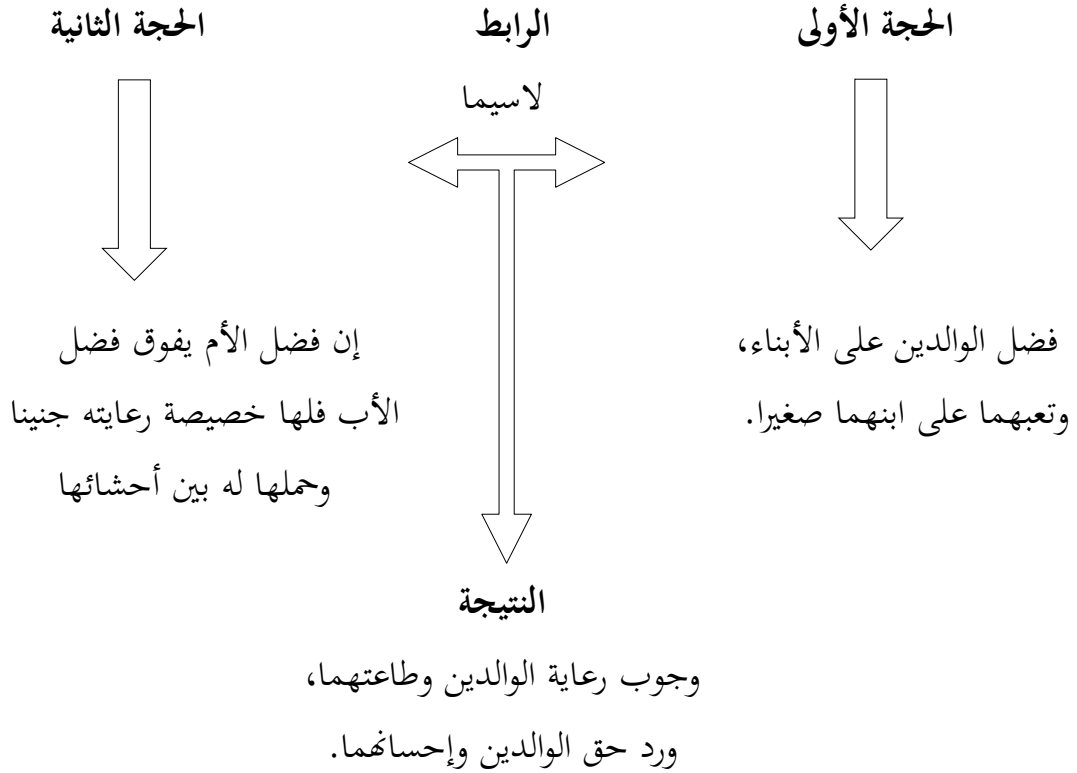 الحجة الأولى
الرابط
الحجة الثانية
لاسيما
فضل الوالدين على الأبناء،
وتعبهما على ابنهما صغيرا.
إن فضل الأم يفوق فضل
الأب فلها خصيصة رعايته جنينا
وحملها له بين أحشائها
النتيجة
وجوب رعاية الوالدين وطاعتهما،
ورد حق الوالدين وإحسانهما.